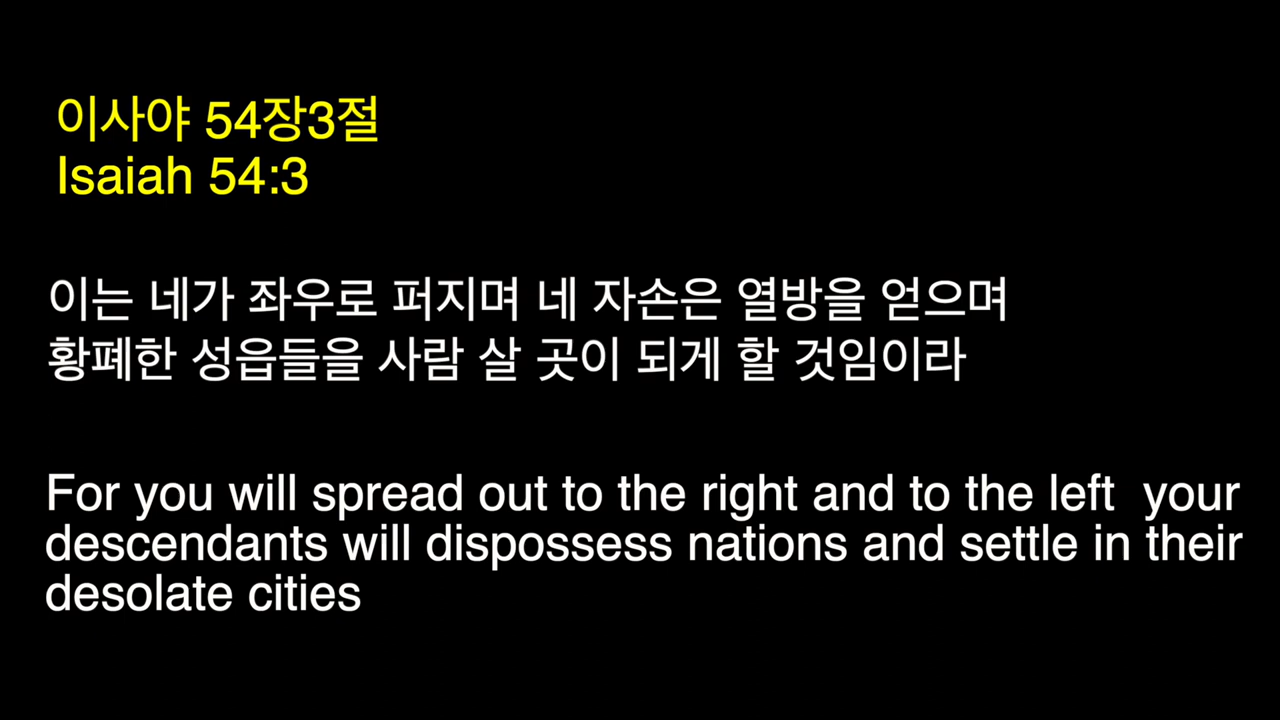 이사야 54장3절
Isaiah 54:3
이는 네가 좌우로 퍼지며 네 자손은 열방을 얻으며
황폐한 성읍들을 사람 살 곳이 되게 할 것임이라
For you will spread out to the right and to the left  your
descendants will dispossess nations and settle in their
desolate cities